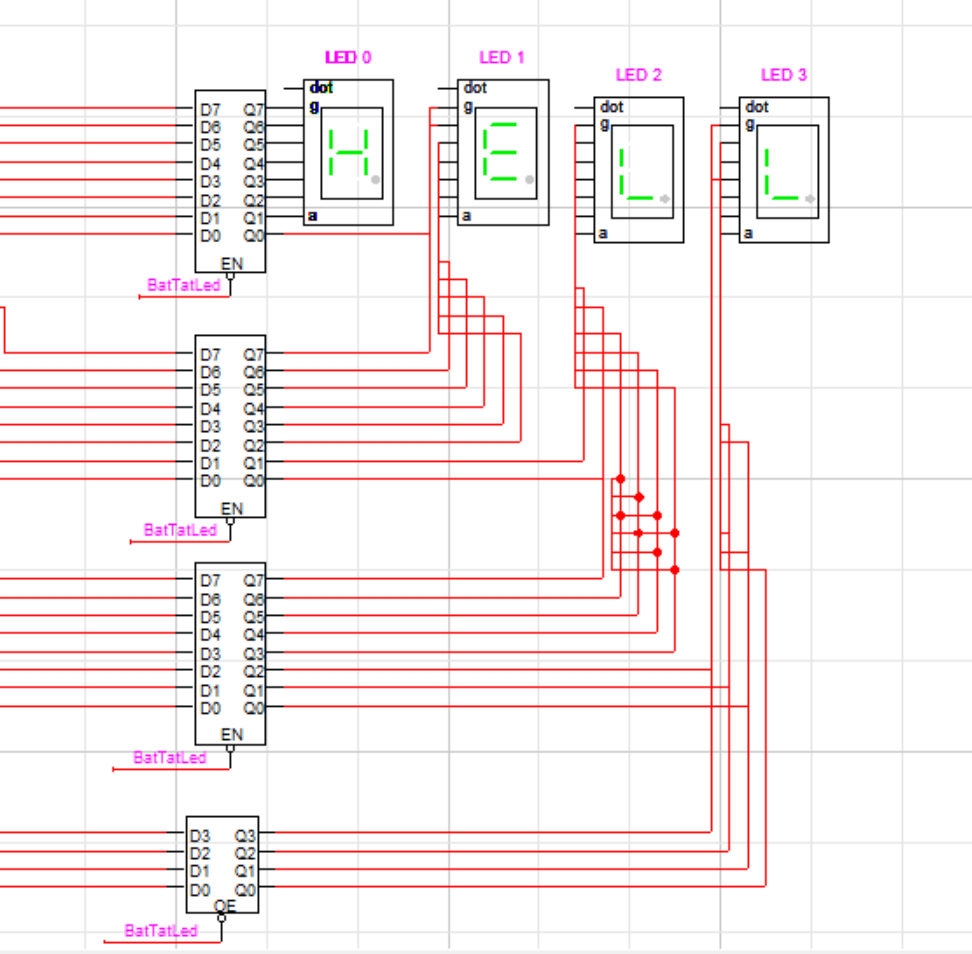 LED 0
LED 1
LED 2
LED 3
dot
g
a
dot
g
a
dot
g
a
dot
g
a
H
E
L
L
D7 Q7
D6 Q6
D5 Q5
D4 Q4
D3 Q3
D2 Q2
D1 Q1
D0 Q0
EN
BatTatLed
D7 Q7
D6 Q6
D5 Q5
D4 Q4
D3 Q3
D2 Q2
D1 Q1
D0 Q0
EN
BatTatLed
D7 Q7
D6 Q6
D5 Q5
D4 Q4
D3 Q3
D2 Q2
D1 Q1
D0 Q0
EN
BatTatLed
D3 Q3
D2 Q2
D1 Q1
D0 Q0
OE
BatTatLed